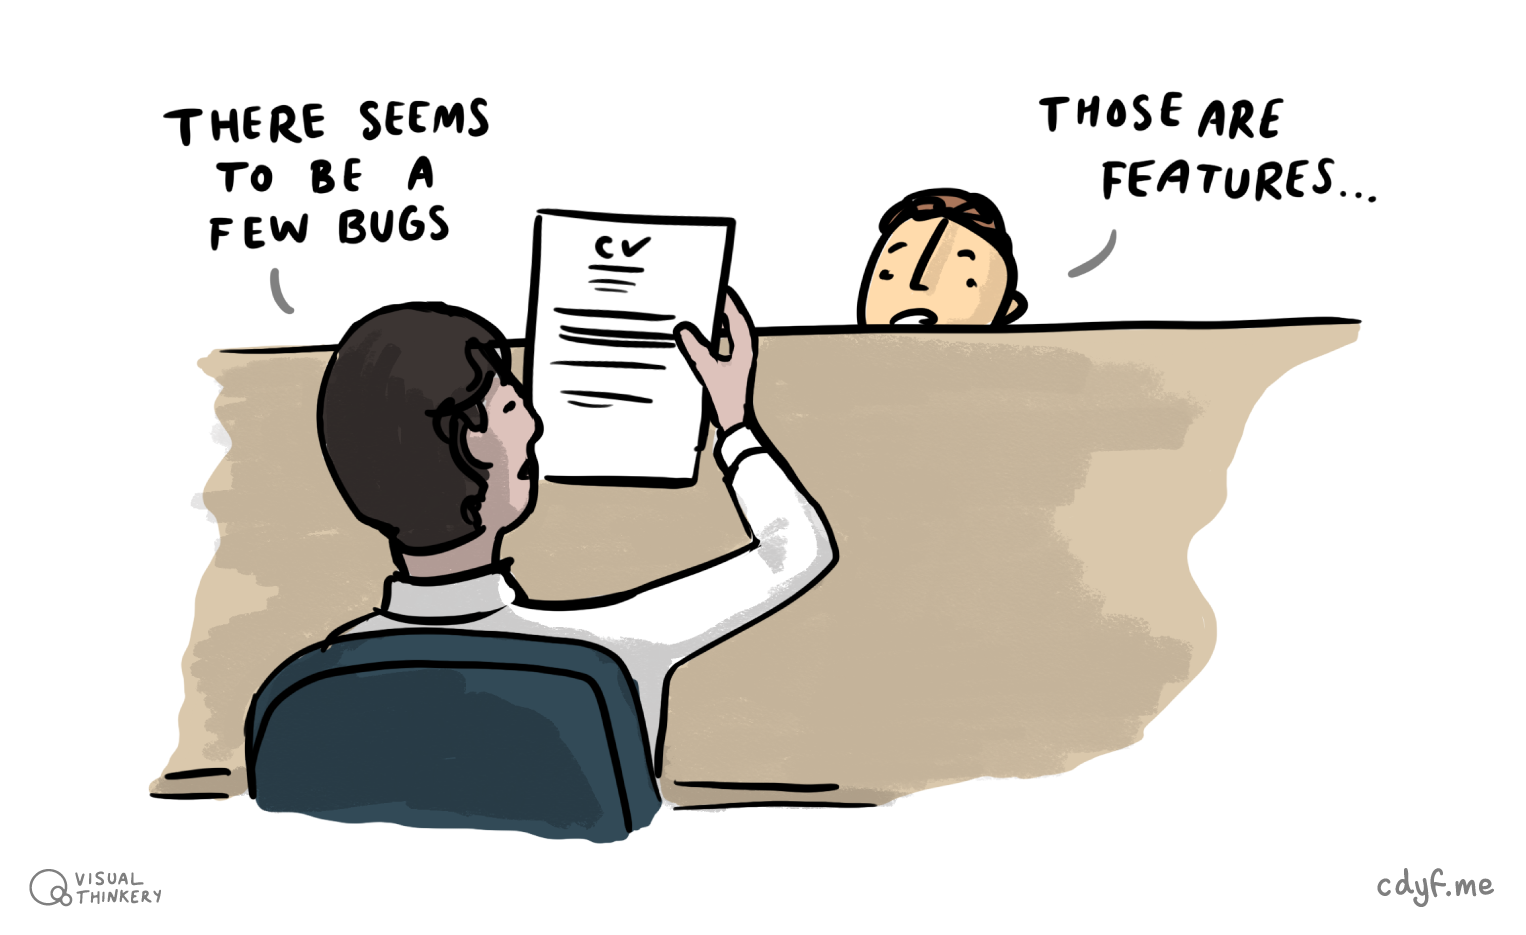 THERE SEEMS
TO BE A
FEW BUGS
THOSE ARE
FEATURES...
CV
VISUAL
THINKERY
cdyf.me